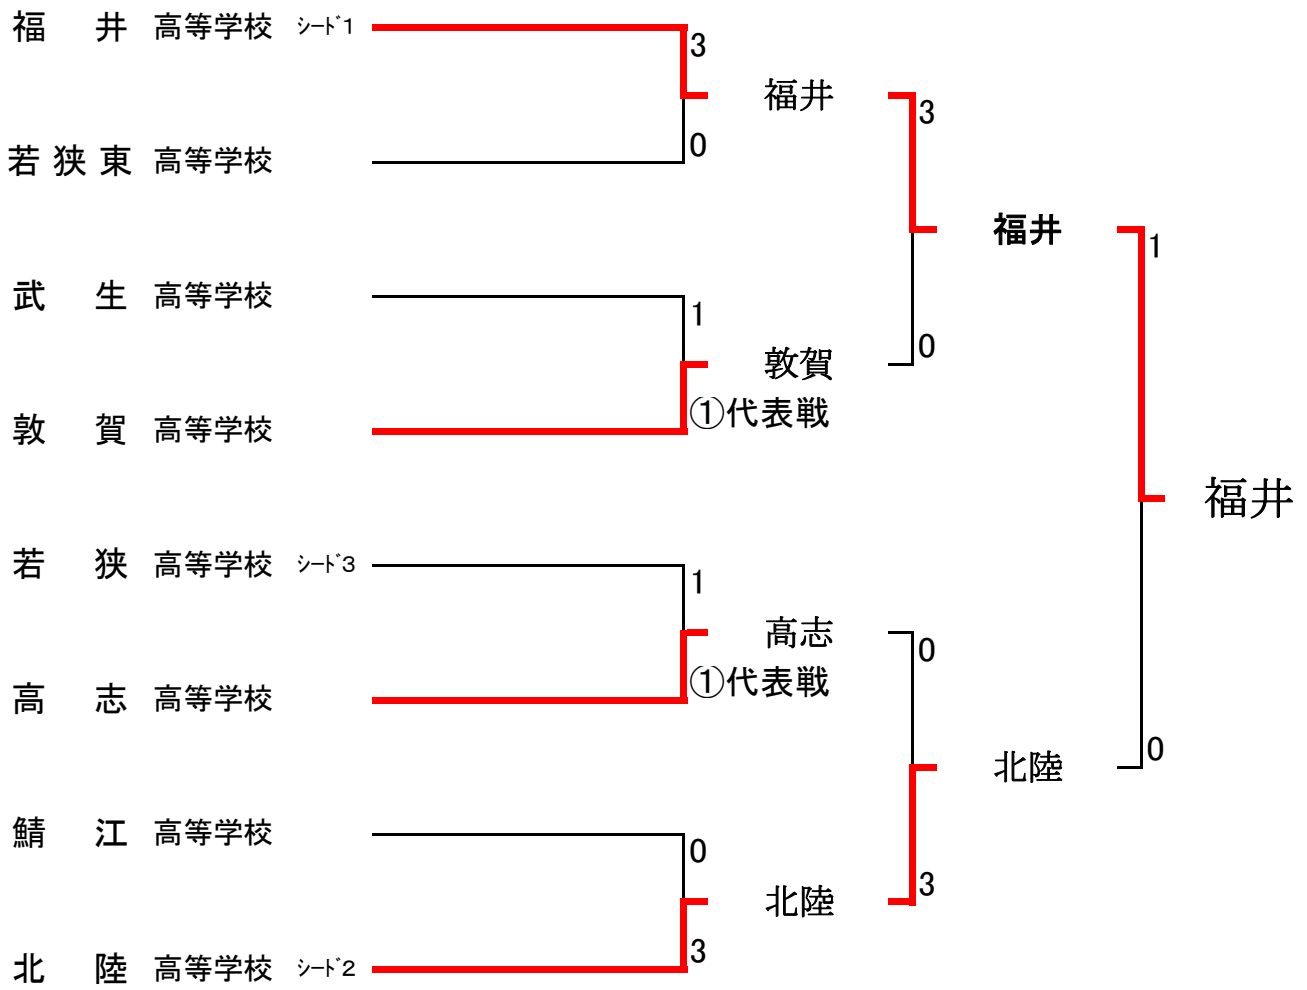 福 井 高等学校 ｼｰﾄﾞ1
3
福井
3
0
若狭東 高等学校
福井
1
武 生 高等学校
1
敦賀
0
①代表戦
敦 賀 高等学校
福井
若 狭 高等学校 ｼｰﾄﾞ3
1
高志
0
①代表戦
高 志 高等学校
0
北陸
鯖 江 高等学校
0
北陸
3
3
北 陸 高等学校 ｼｰﾄﾞ2